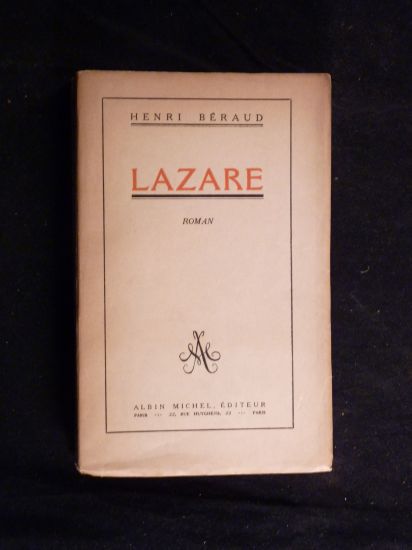 HENRI BÉRAUD
LAZARE
ROMAN
AM
ALBIN MICHEL, ÉDITEUR
PARIS 22, RUE HUYGHENS, 22 PARIS